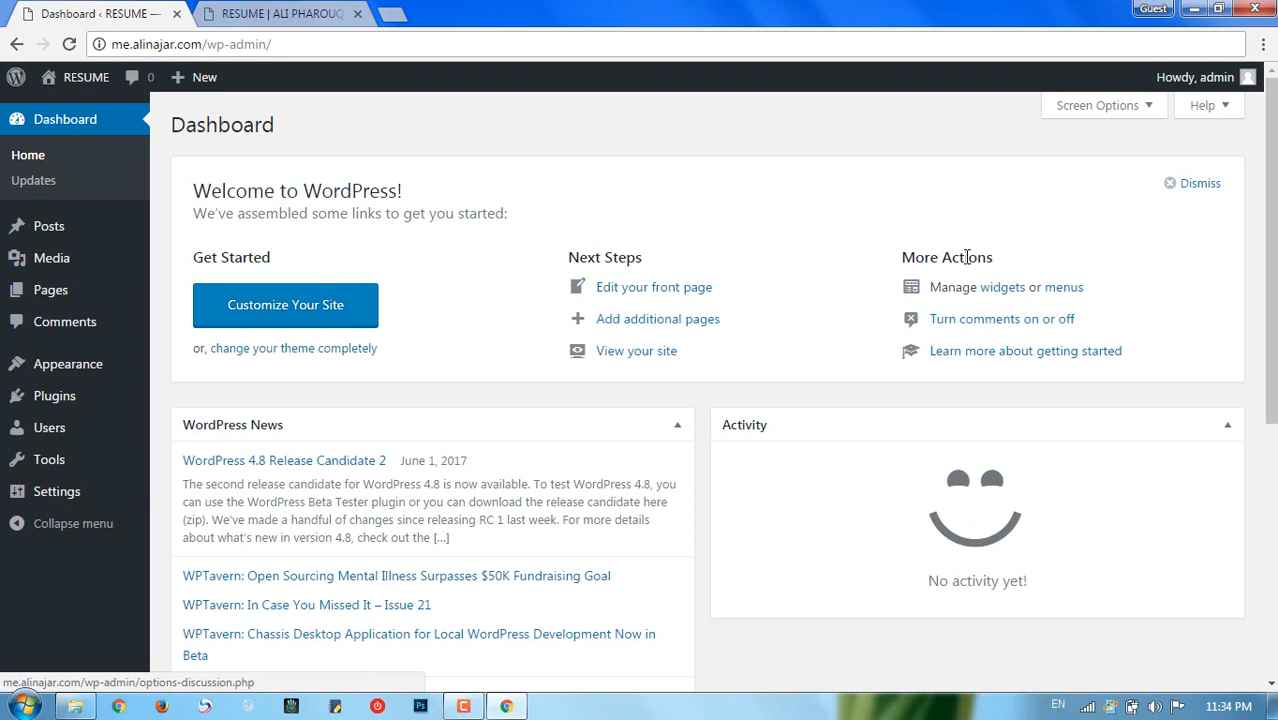 Dashboard ‹ RESUME —
RESUME | ALI PHAROUQ
Guest
me.alinajar.com/wp-admin/
RESUME
0
New
Howdy, admin
Dashboard
Home
Updates
Posts
Media
Pages
Comments
Appearance
Plugins
Users
Tools
Settings
Collapse menu
Screen Options
Help
Dashboard
Welcome to WordPress!
We've assembled some links to get you started:
Dismiss
Get Started
Customize Your Site
or, change your theme completely
Next Steps
Edit your front page
Add additional pages
View your site
More Actions
Manage widgets or menus
Turn comments on or off
Learn more about getting started
WordPress News
WordPress 4.8 Release Candidate 2 June 1, 2017
The second release candidate for WordPress 4.8 is now available. To test WordPress 4.8, you
can use the WordPress Beta Tester plugin or you can download the release candidate here
(zip). We've made a handful of changes since releasing RC 1 last week. For more details
about what's new in version 4.8, check out the [...]
WPTavern: Open Sourcing Mental Illness Surpasses $50K Fundraising Goal
WPTavern: In Case You Missed It – Issue 21
WPTavern: Chassis Desktop Application for Local WordPress Development Now in
Beta
Activity
No activity yet!
me.alinajar.com/wp-admin/options-discussion.php
Ps
EN
11:34 PM